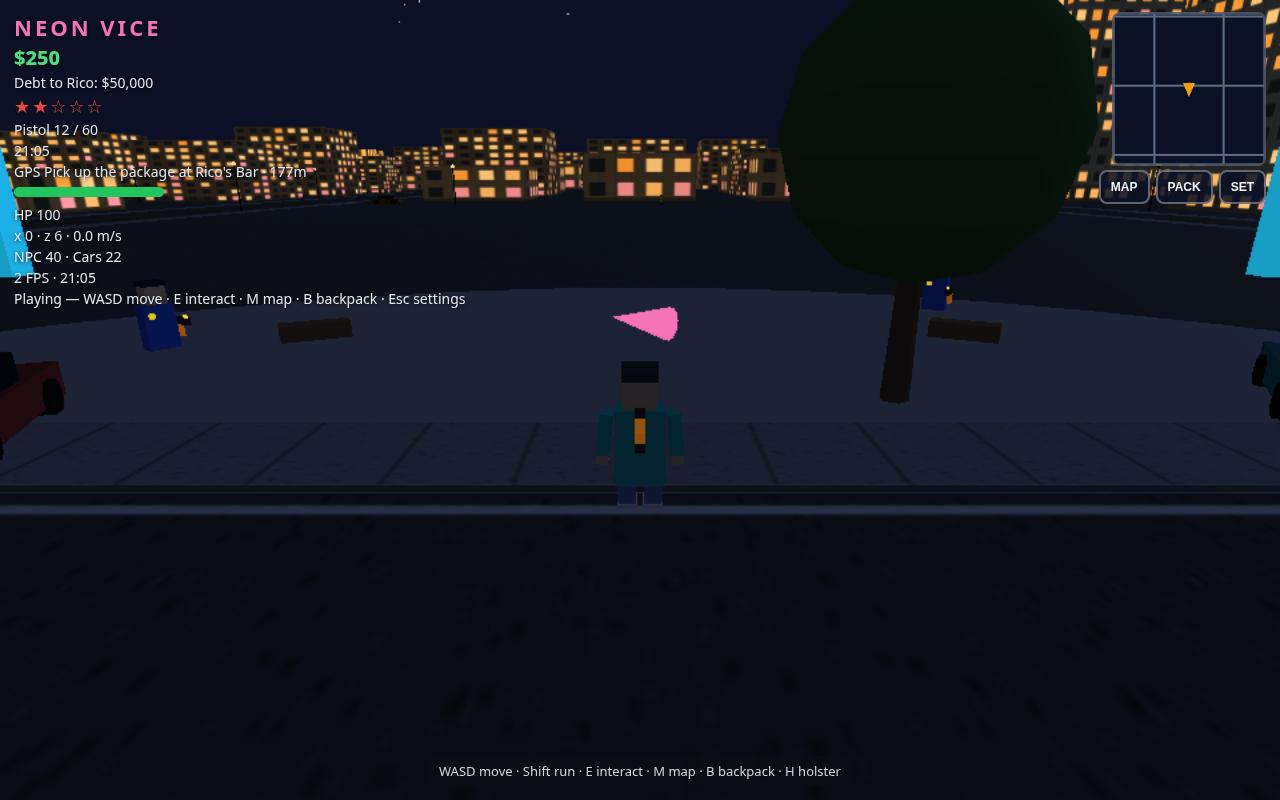 NEON VICE
$250
Debt to Rico: $50,000
★★☆☆☆
Pistol 12 / 60
21:05
GPS Pick up the package at Rico's Bar · 177m
HP 100
x 0 · z 6 · 0.0 m/s
NPC 40 · Cars 22
2 FPS · 21:05
Playing — WASD move · E interact · M map · B backpack · Esc settings
MAP PACK SET
WASD move · Shift run · E interact · M map · B backpack · H holster